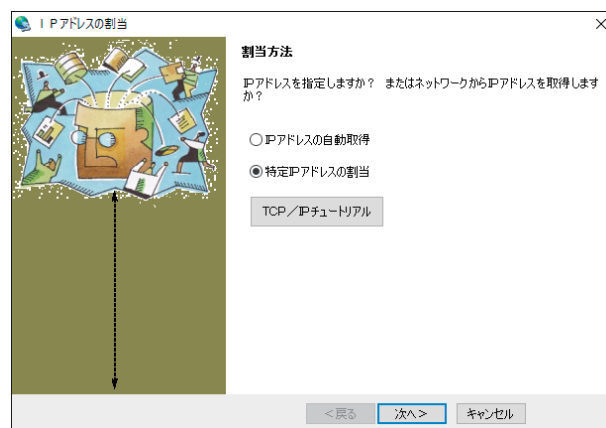 ＩＰアドレスの割当
割当方法
IPアドレスを指定しますか？ またはネットワークからIPアドレスを取得します
か？
IPアドレスの自動取得
特定IPアドレスの割当
TCP／IPチュートリアル
＜戻る
次へ＞
キャンセル